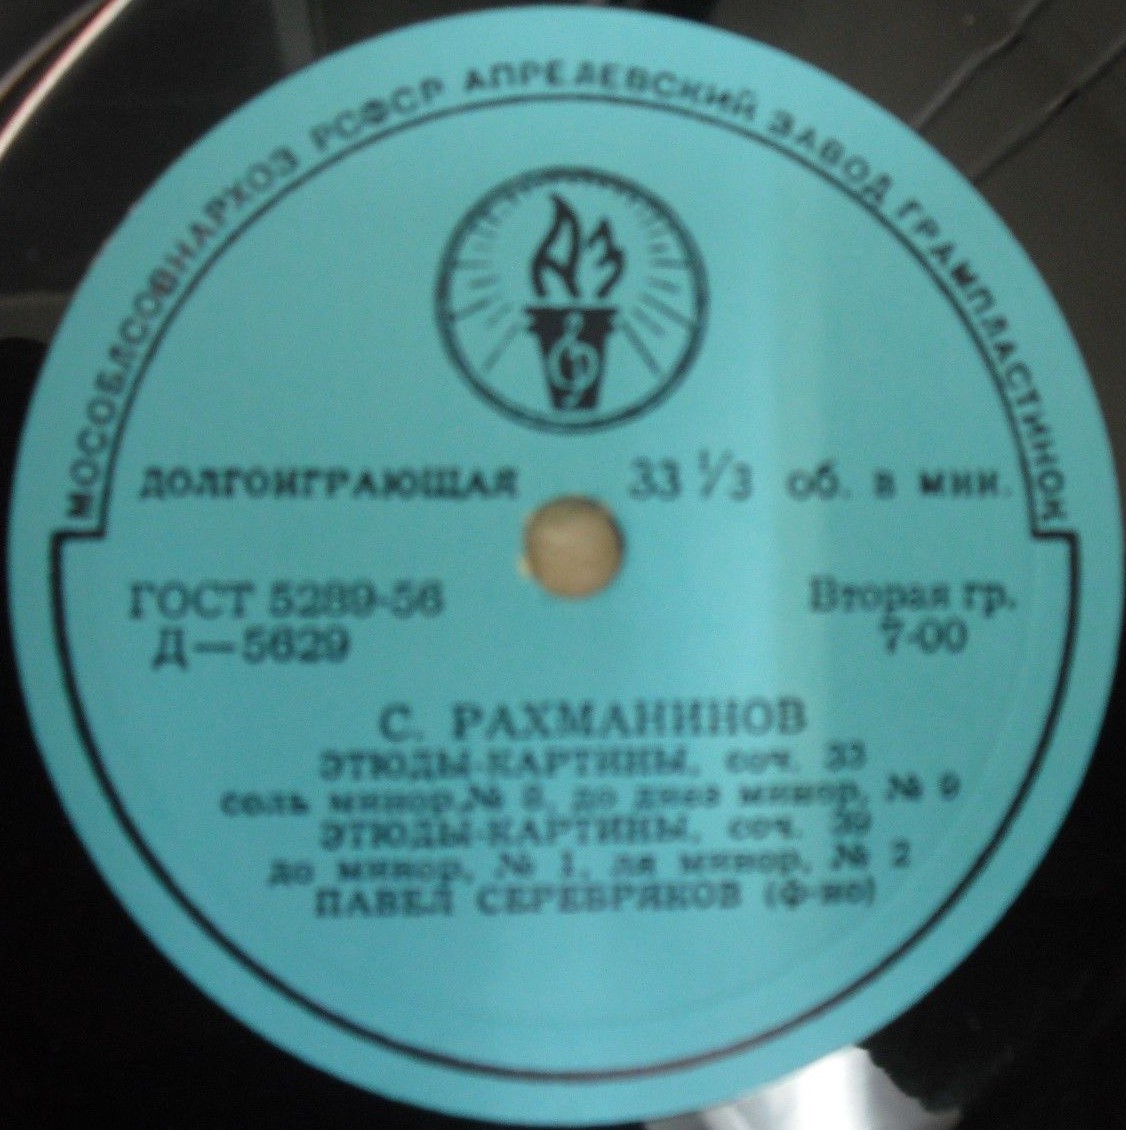 МОСОБЛСОВНАРХОЗ РСФСР АПРЕЛЕВСКИЙ ЗАВОД ГРАМПЛАСТИНОК
АЗ
ДОЛГОИГРАЮЩАЯ 33 1/3 об. в мин.
ГОСТ 5289-56 Вторая гр.
Д—5629 7-00
С. РАХМАНИНОВ
ЭТЮДЫ-КАРТИНЫ, соч. 33
соль минор, № 8, до диез минор, № 9
ЭТЮДЫ-КАРТИНЫ, соч. 39
до минор, № 1, ля минор, № 2
ПАВЕЛ СЕРЕБРЯКОВ (ф-но)